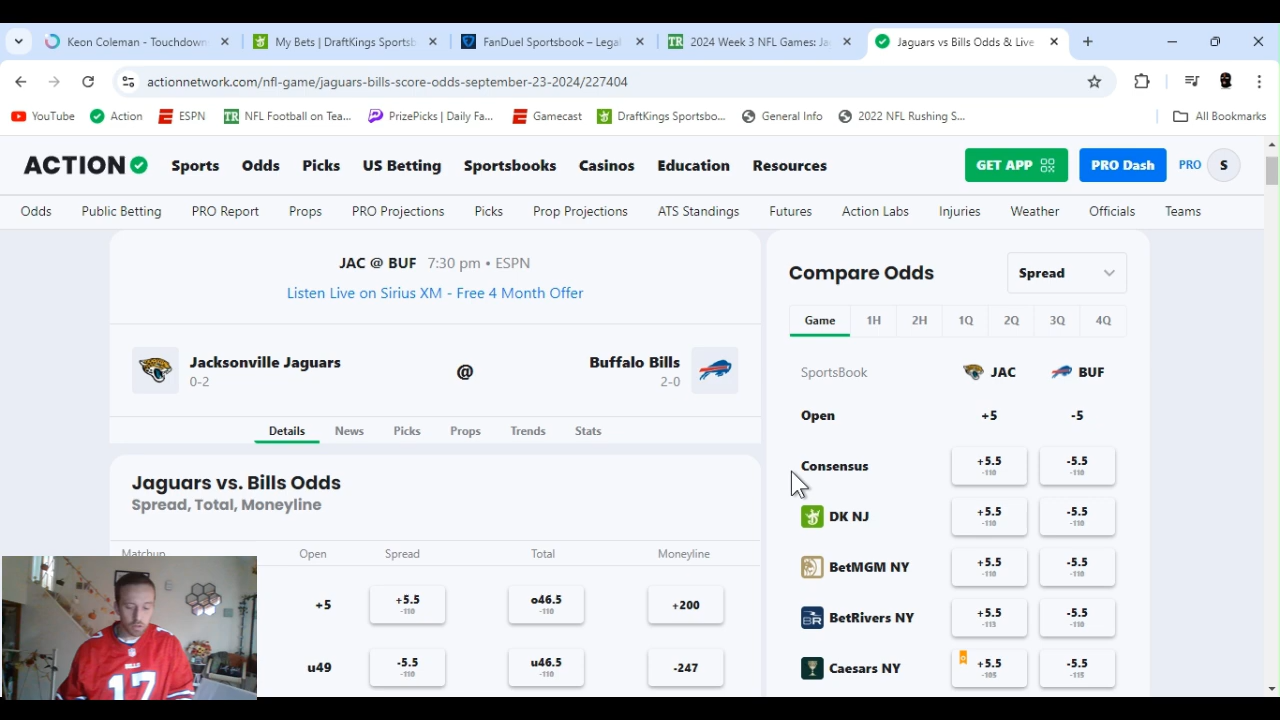 Keon Coleman - Touchdown
My Bets | DraftKings Sportsb
FanDuel Sportsbook – Legal
2024 Week 3 NFL Games: Ja
Jaguars vs Bills Odds & Live
actionnetwork.com/nfl-game/jaguars-bills-score-odds-september-23-2024/227404
YouTube
Action
ESPN
NFL Football on Tea...
PrizePicks | Daily Fa...
Gamecast
DraftKings Sportsbo...
General Info
2022 NFL Rushing S...
All Bookmarks
ACTION
Sports
Odds
Picks
US Betting
Sportsbooks
Casinos
Education
Resources
GET APP
PRO Dash
PRO
S
Odds
Public Betting
PRO Report
Props
PRO Projections
Picks
Prop Projections
ATS Standings
Futures
Action Labs
Injuries
Weather
Officials
Teams
JAC @ BUF 7:30 pm • ESPN
Listen Live on Sirius XM - Free 4 Month Offer
Jacksonville Jaguars
0-2
@
Buffalo Bills
2-0
Details
News
Picks
Props
Trends
Stats
Jaguars vs. Bills Odds
Spread, Total, Moneyline
Matchup
Open
Spread
Total
Moneyline
+5
+5.5
-110
o46.5
-110
+200
u49
-5.5
-110
u46.5
-110
-247
Compare Odds
Spread
Game
1H
2H
1Q
2Q
3Q
4Q
SportsBook
JAC
BUF
Open
+5
-5
Consensus
+5.5
-110
-5.5
-110
DK NJ
+5.5
-110
-5.5
-110
BetMGM NY
+5.5
-110
-5.5
-110
BetRivers NY
+5.5
-113
-5.5
-110
Caesars NY
+5.5
-105
-5.5
-115
BILLS
17